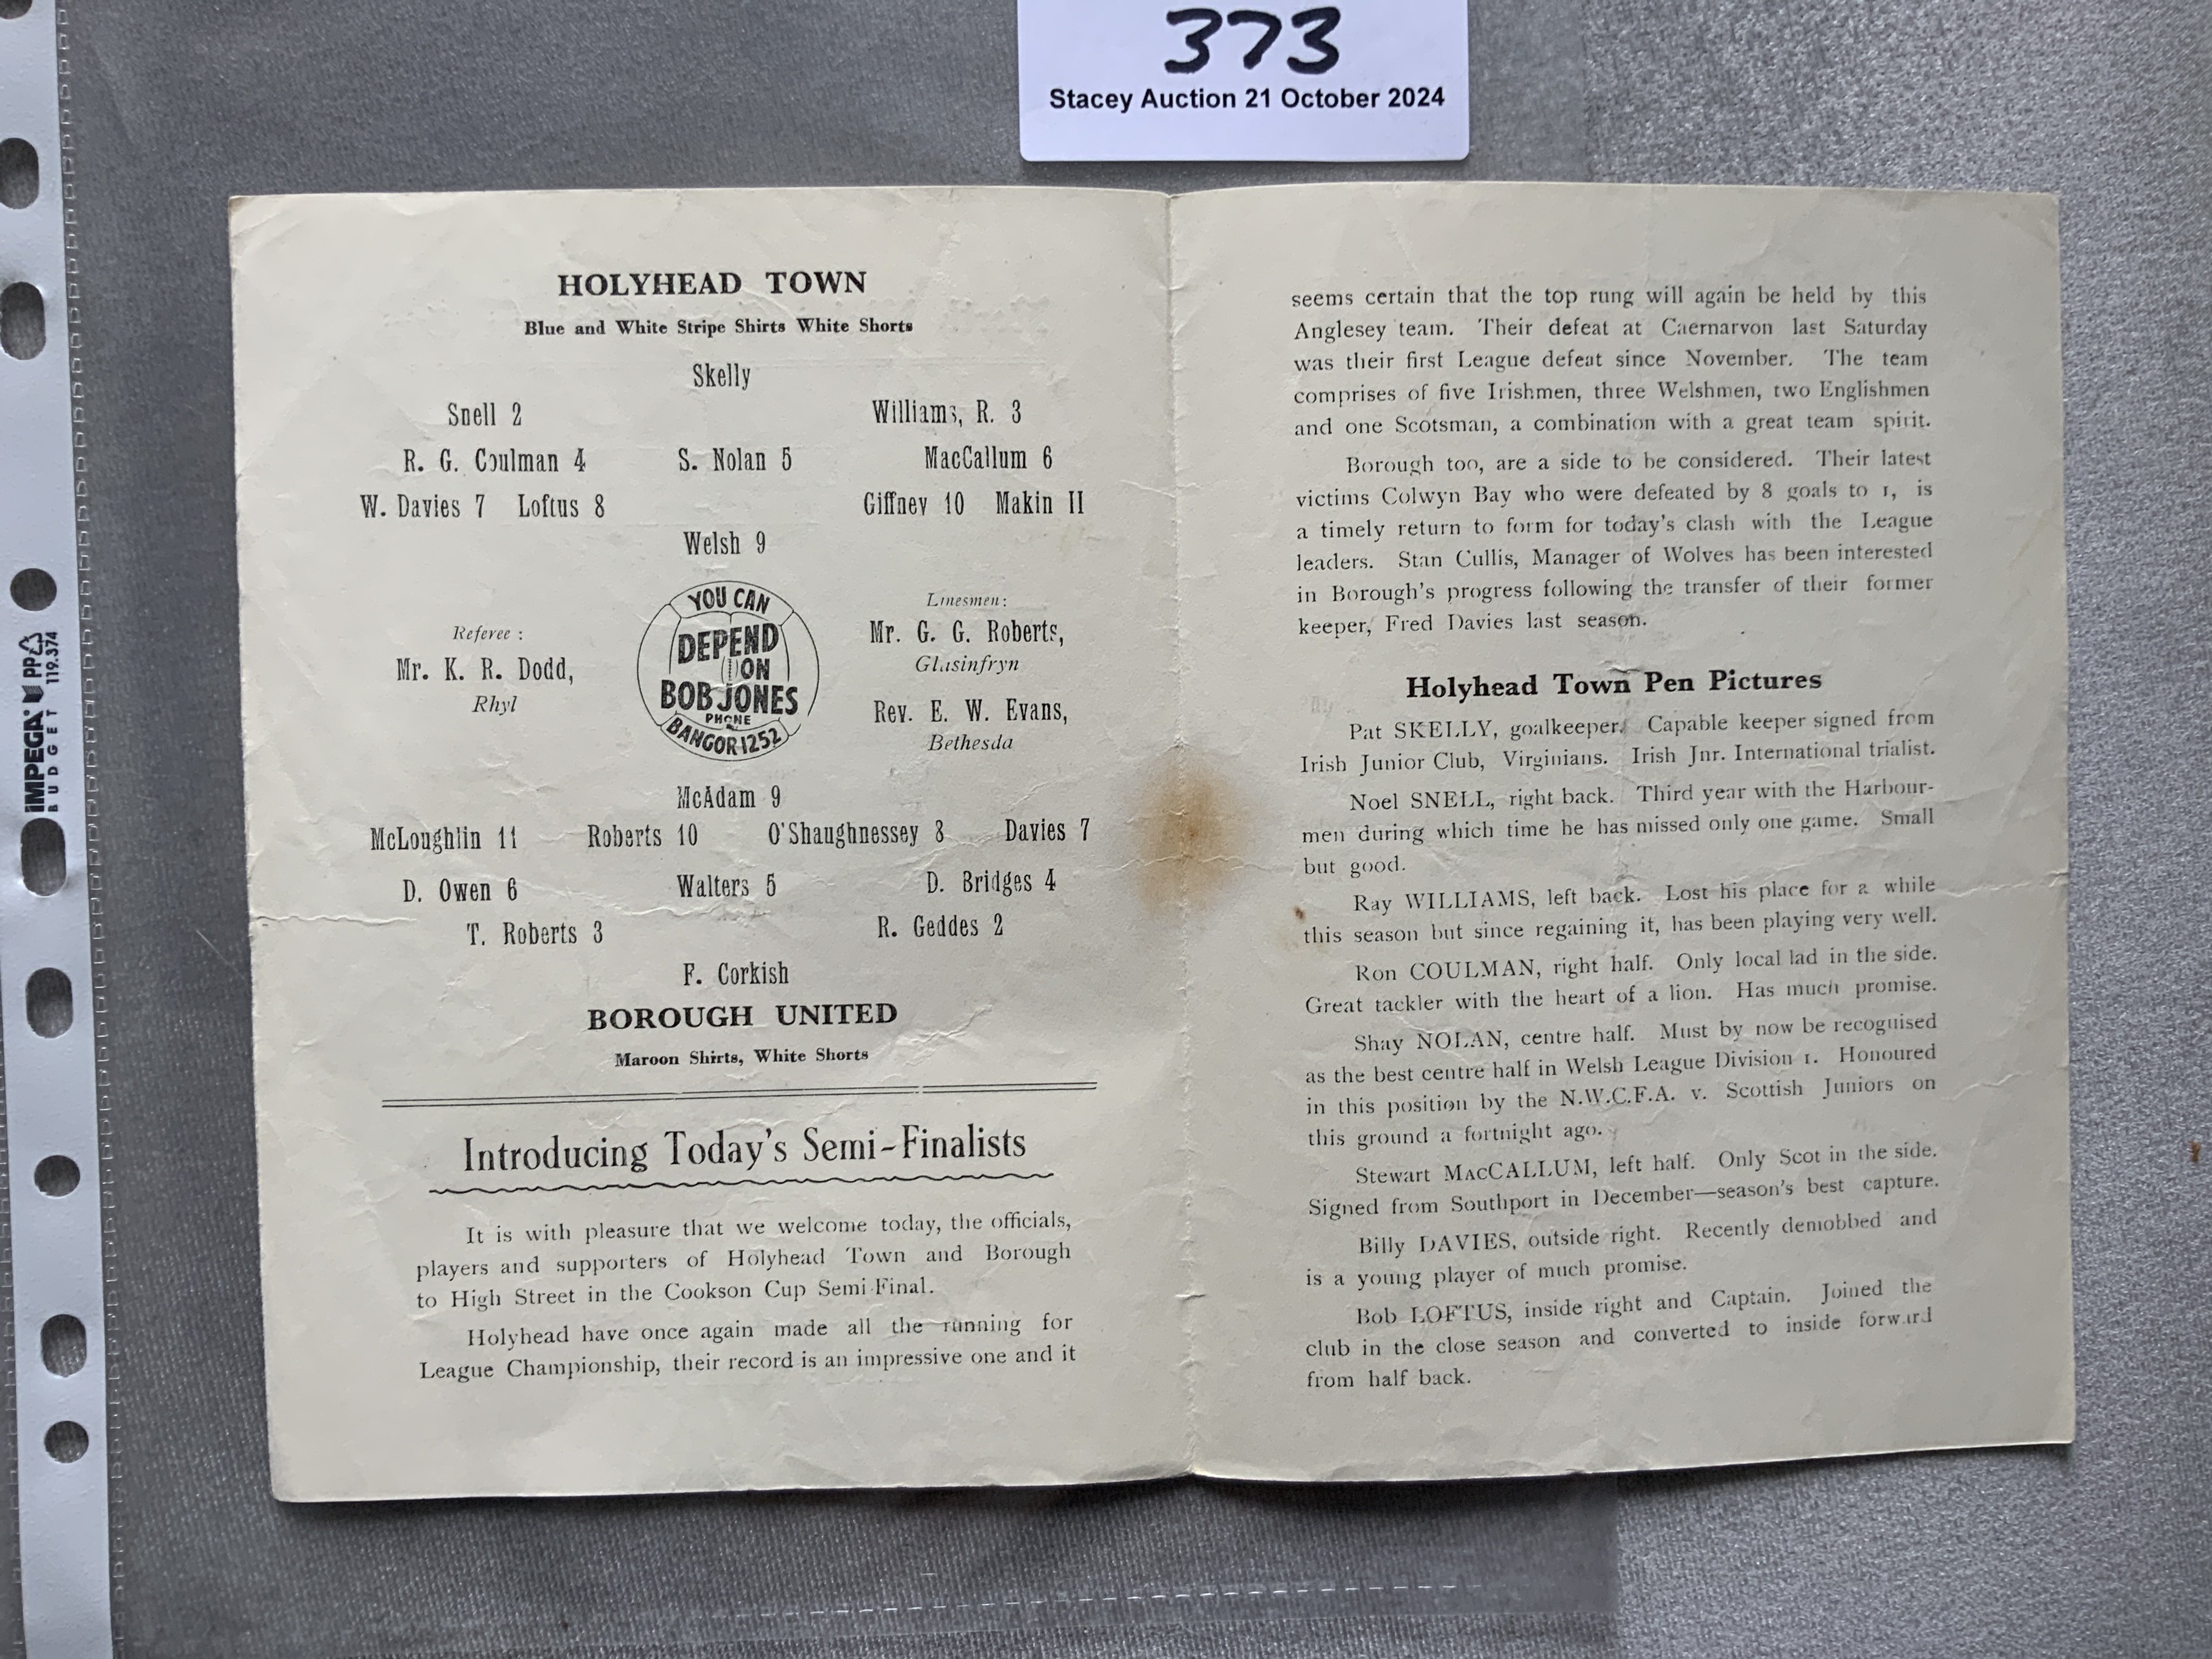 373
Stacey Auction 21 October 2024
iMPEGA
BUDGET
PP
119.374
HOLYHEAD TOWN
Blue and White Stripe Shirts White Shorts
Skelly
Snell 2 Williams, R. 3
R. G. Coulman 4 S. Nolan 5 MacCallum 6
W. Davies 7 Loftus 8 Giffney 10 Makin II
Welsh 9
Referee :
Mr. K. R. Dodd,
Rhyl
YOU CAN
DEPEND
ON
BOB JONES
PHONE
BANGOR 1252
Linesmen :
Mr. G. G. Roberts,
Glasinfryn
Rev. E. W. Evans,
Bethesda
McAdam 9
McLoughlin 11 Roberts 10 O'Shaughnessey 8 Davies 7
D. Owen 6 Walters 5 D. Bridges 4
T. Roberts 3 R. Geddes 2
F. Corkish
BOROUGH UNITED
Maroon Shirts, White Shorts
Introducing Today's Semi-Finalists
It is with pleasure that we welcome today, the officials,
players and supporters of Holyhead Town and Borough
to High Street in the Cookson Cup Semi-Final.
Holyhead have once again made all the running for
League Championship, their record is an impressive one and it
seems certain that the top rung will again be held by this
Anglesey team. Their defeat at Caernarvon last Saturday
was their first League defeat since November. The team
comprises of five Irishmen, three Welshmen, two Englishmen
and one Scotsman, a combination with a great team spirit.
Borough too, are a side to be considered. Their latest
victims Colwyn Bay who were defeated by 8 goals to 1, is
a timely return to form for today's clash with the League
leaders. Stan Cullis, Manager of Wolves has been interested
in Borough's progress following the transfer of their former
keeper, Fred Davies last season.
Holyhead Town Pen Pictures
Pat SKELLY, goalkeeper. Capable keeper signed from
Irish Junior Club, Virginians. Irish Jnr. International trialist.
Noel SNELL, right back. Third year with the Harbour-
men during which time he has missed only one game. Small
but good.
Ray WILLIAMS, left back. Lost his place for a while
this season but since regaining it, has been playing very well.
Ron COULMAN, right half. Only local lad in the side.
Great tackler with the heart of a lion. Has much promise.
Shay NOLAN, centre half. Must by now be recognised
as the best centre half in Welsh League Division 1. Honoured
in this position by the N.W.C.F.A. v. Scottish Juniors on
this ground a fortnight ago.
Stewart MacCALLUM, left half. Only Scot in the side.
Signed from Southport in December—season's best capture.
Billy DAVIES, outside right. Recently demobbed and
is a young player of much promise.
Bob LOFTUS, inside right and Captain. Joined the
club in the close season and converted to inside forward
from half back.